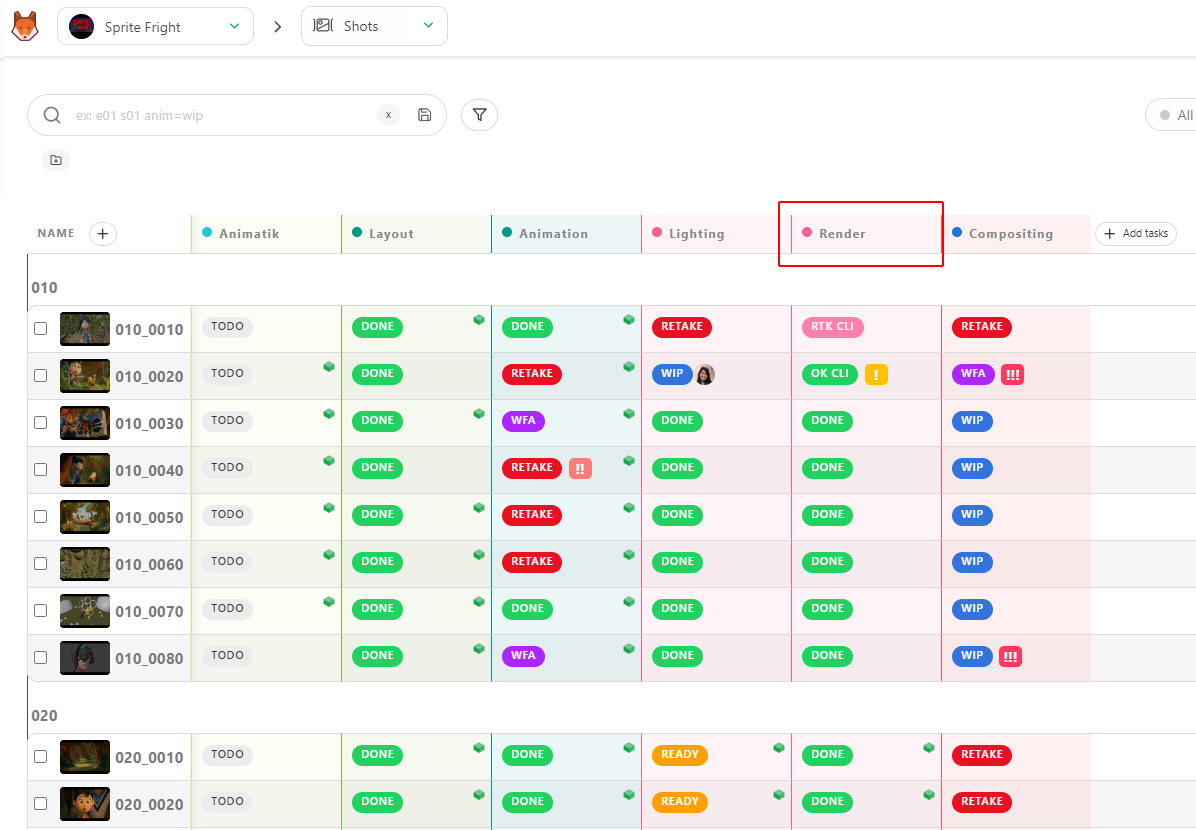 Sprite Fright
Shots
ex: e01 s01 anim=wip x
All
NAME + Animatik Layout Animation Lighting Render Compositing + Add tasks
010
010_0010 TODO DONE DONE RETAKE RTK CLI RETAKE
010_0020 TODO DONE RETAKE WIP OK CLI ! WFA !!!
010_0030 TODO DONE WFA DONE DONE WIP
010_0040 TODO DONE RETAKE !! DONE DONE WIP
010_0050 TODO DONE RETAKE DONE DONE WIP
010_0060 TODO DONE RETAKE DONE DONE WIP
010_0070 TODO DONE DONE DONE DONE WIP
010_0080 TODO DONE WFA DONE DONE WIP !!!
020
020_0010 TODO DONE DONE READY DONE RETAKE
020_0020 TODO DONE DONE READY DONE RETAKE